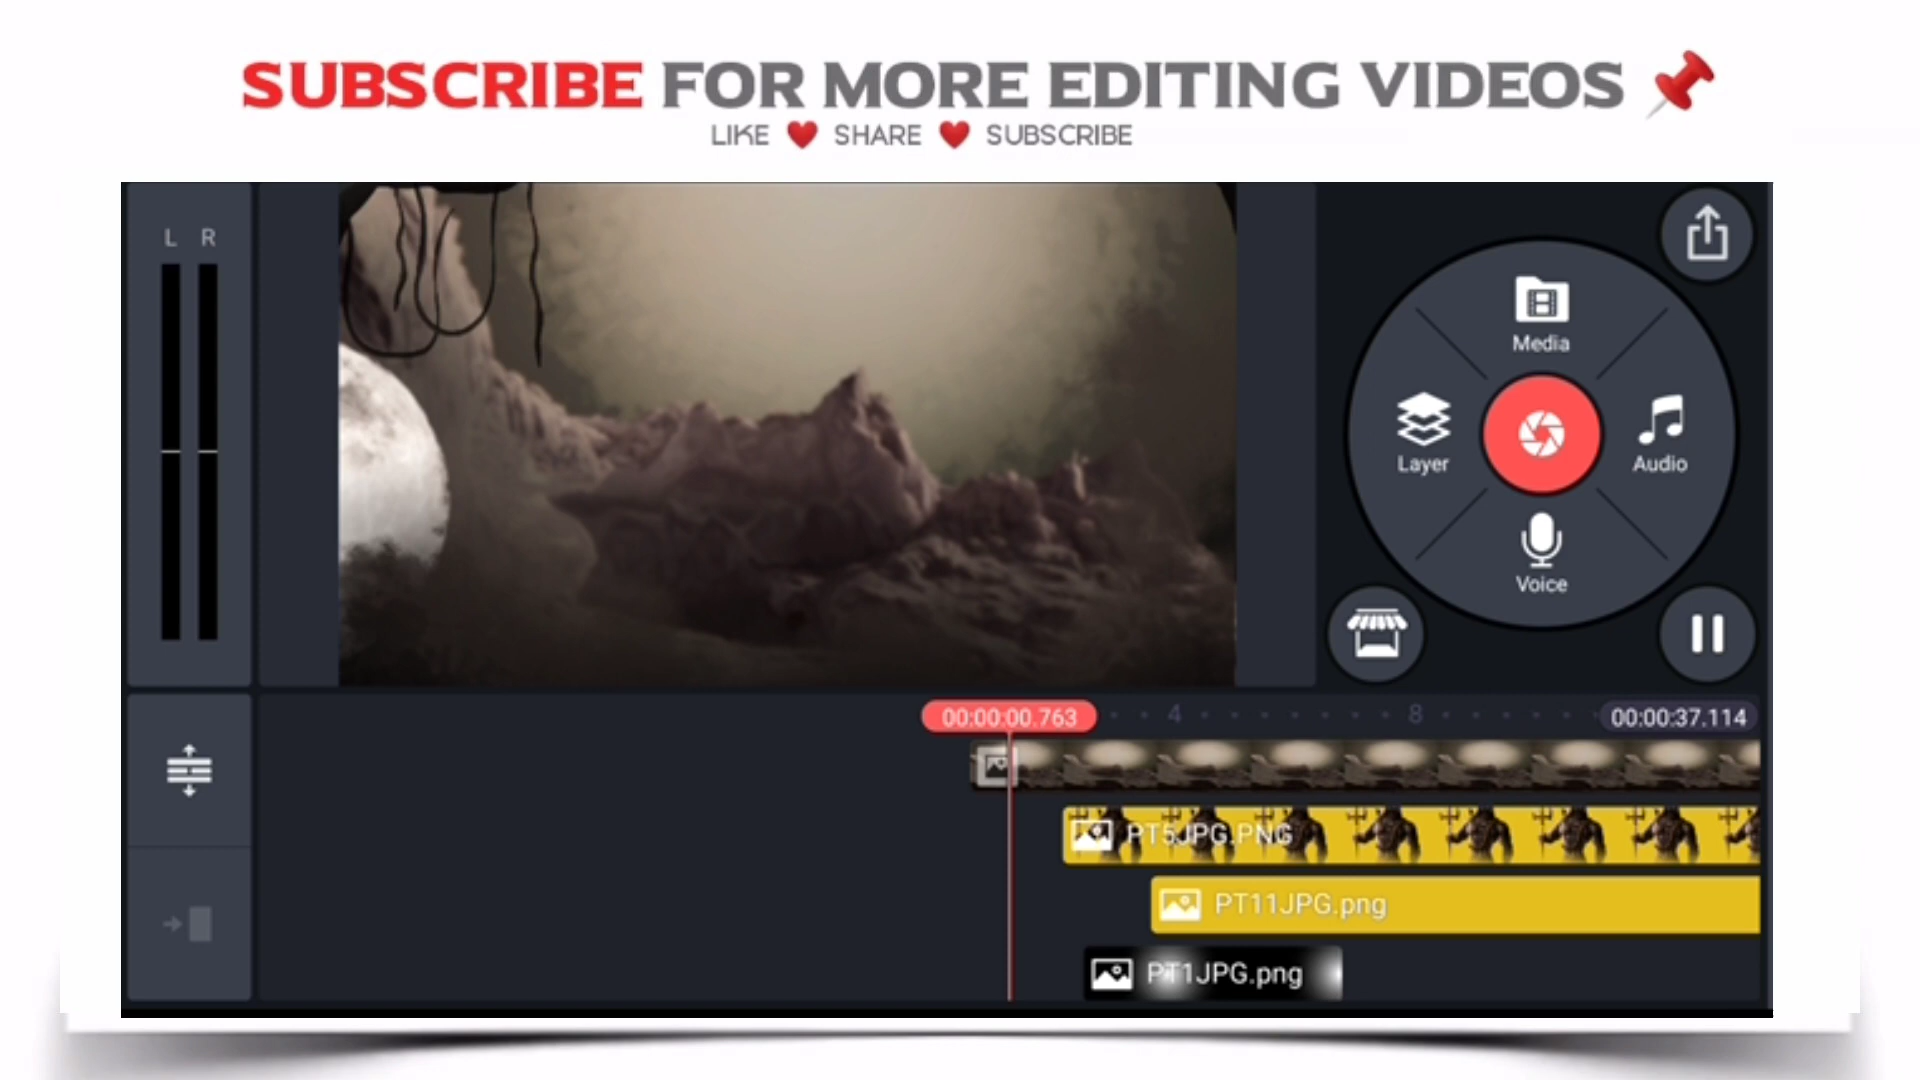 SUBSCRIBE FOR MORE EDITING VIDEOS
LIKE SHARE SUBSCRIBE
L R
Media
Layer
Audio
Voice
00:00:00.763
4
8
00:00:37.114
PT5JPG.PNG
PT11JPG.png
PT1JPG.png